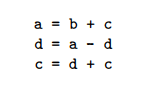 a = b + c
d = a - d
c = d + c